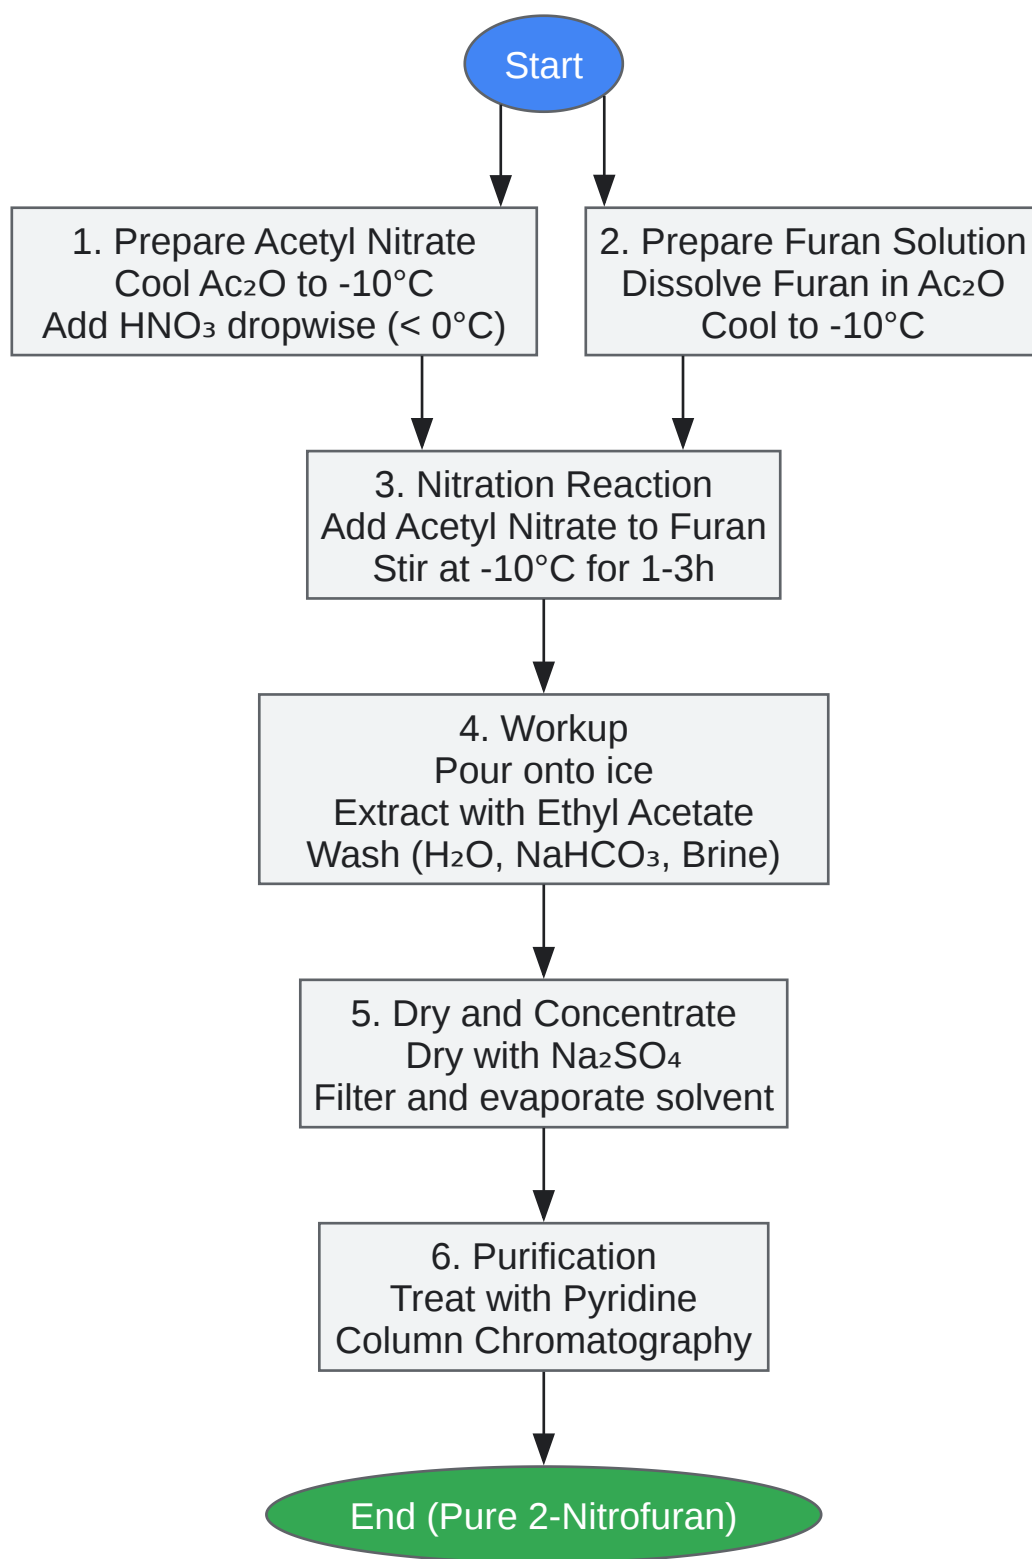 Start
1. Prepare Acetyl Nitrate
Cool Ac₂O to -10°C
Add HNO₃ dropwise (< 0°C)
2. Prepare Furan Solution
Dissolve Furan in Ac₂O
Cool to -10°C
3. Nitration Reaction
Add Acetyl Nitrate to Furan
Stir at -10°C for 1-3h
4. Workup
Pour onto ice
Extract with Ethyl Acetate
Wash (H₂O, NaHCO₃, Brine)
5. Dry and Concentrate
Dry with Na₂SO₄
Filter and evaporate solvent
6. Purification
Treat with Pyridine
Column Chromatography
End (Pure 2-Nitrofuran)